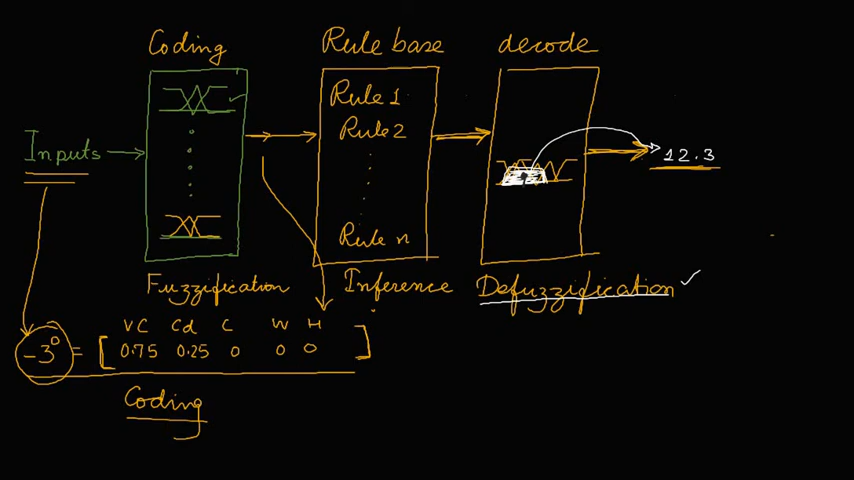 Coding Rule base decode
Rule 1
Rule 2
Inputs
12.3
Rule n
Fuzzification Inference Defuzzification
VC Cd C W H
-3° = [ 0.75 0.25 0 0 0 ]
Coding